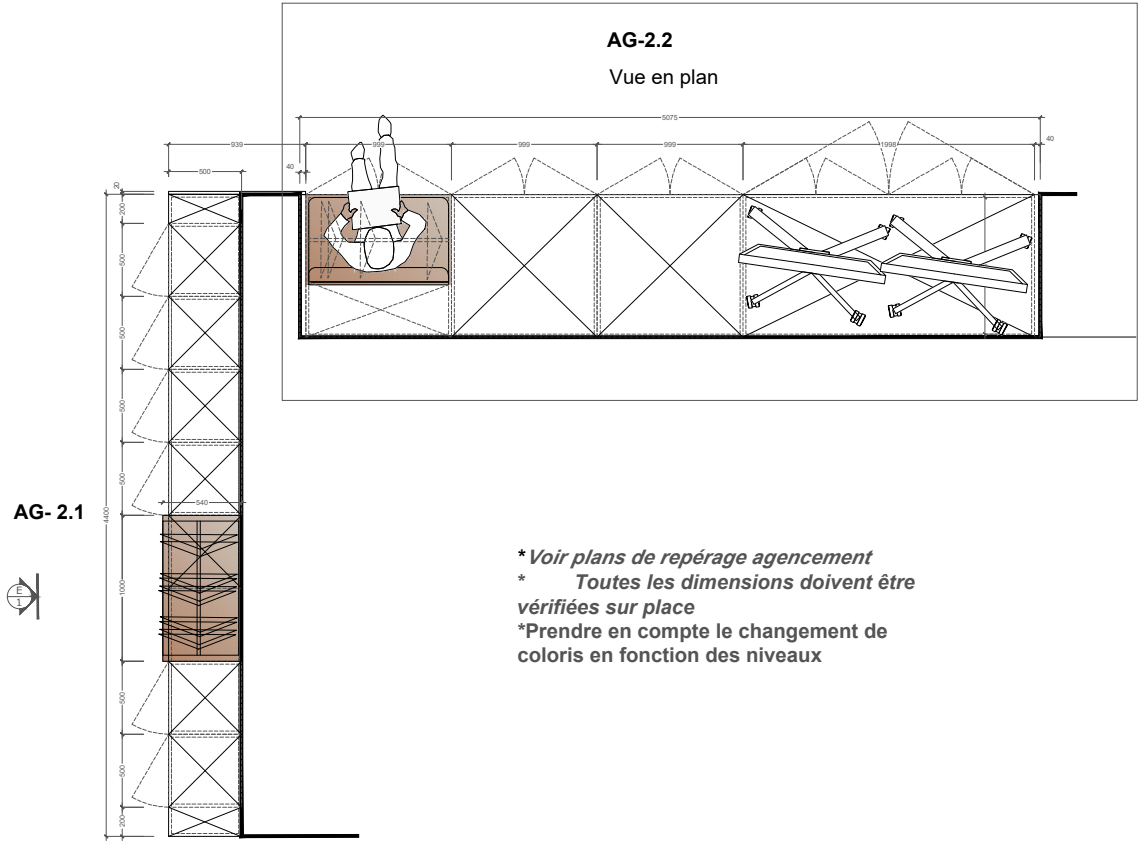 AG-2.2
Vue en plan
5075
939
999
999
999
1998
40
40
500
20
200
500
500
500
500
540
4400
1000
500
500
200
AG- 2.1
E
1
*Voir plans de repérage agencement
* Toutes les dimensions doivent être
vérifiées sur place
*Prendre en compte le changement de
coloris en fonction des niveaux